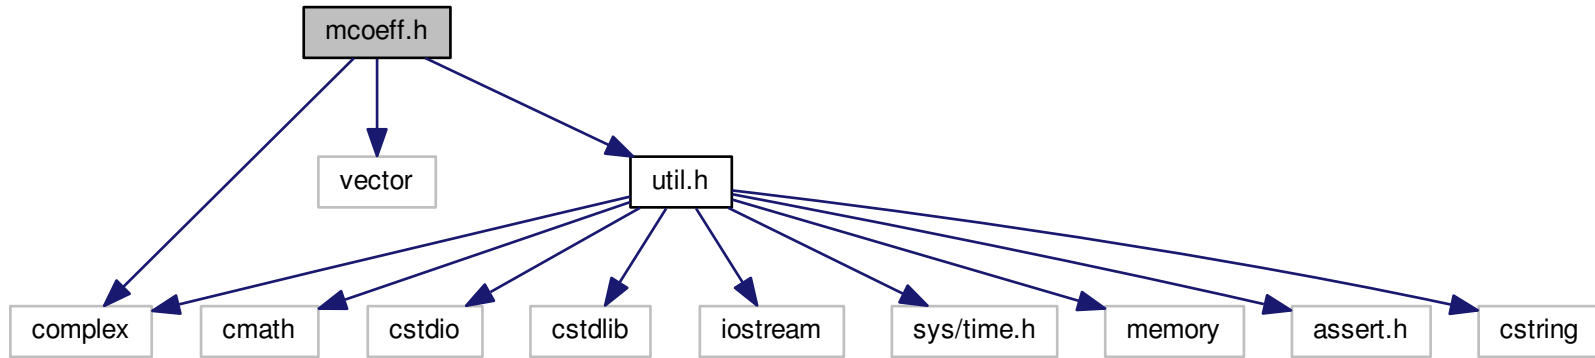 mcoeff.h
vector
util.h
complex
cmath
cstdio
cstdlib
iostream
sys/time.h
memory
assert.h
cstring